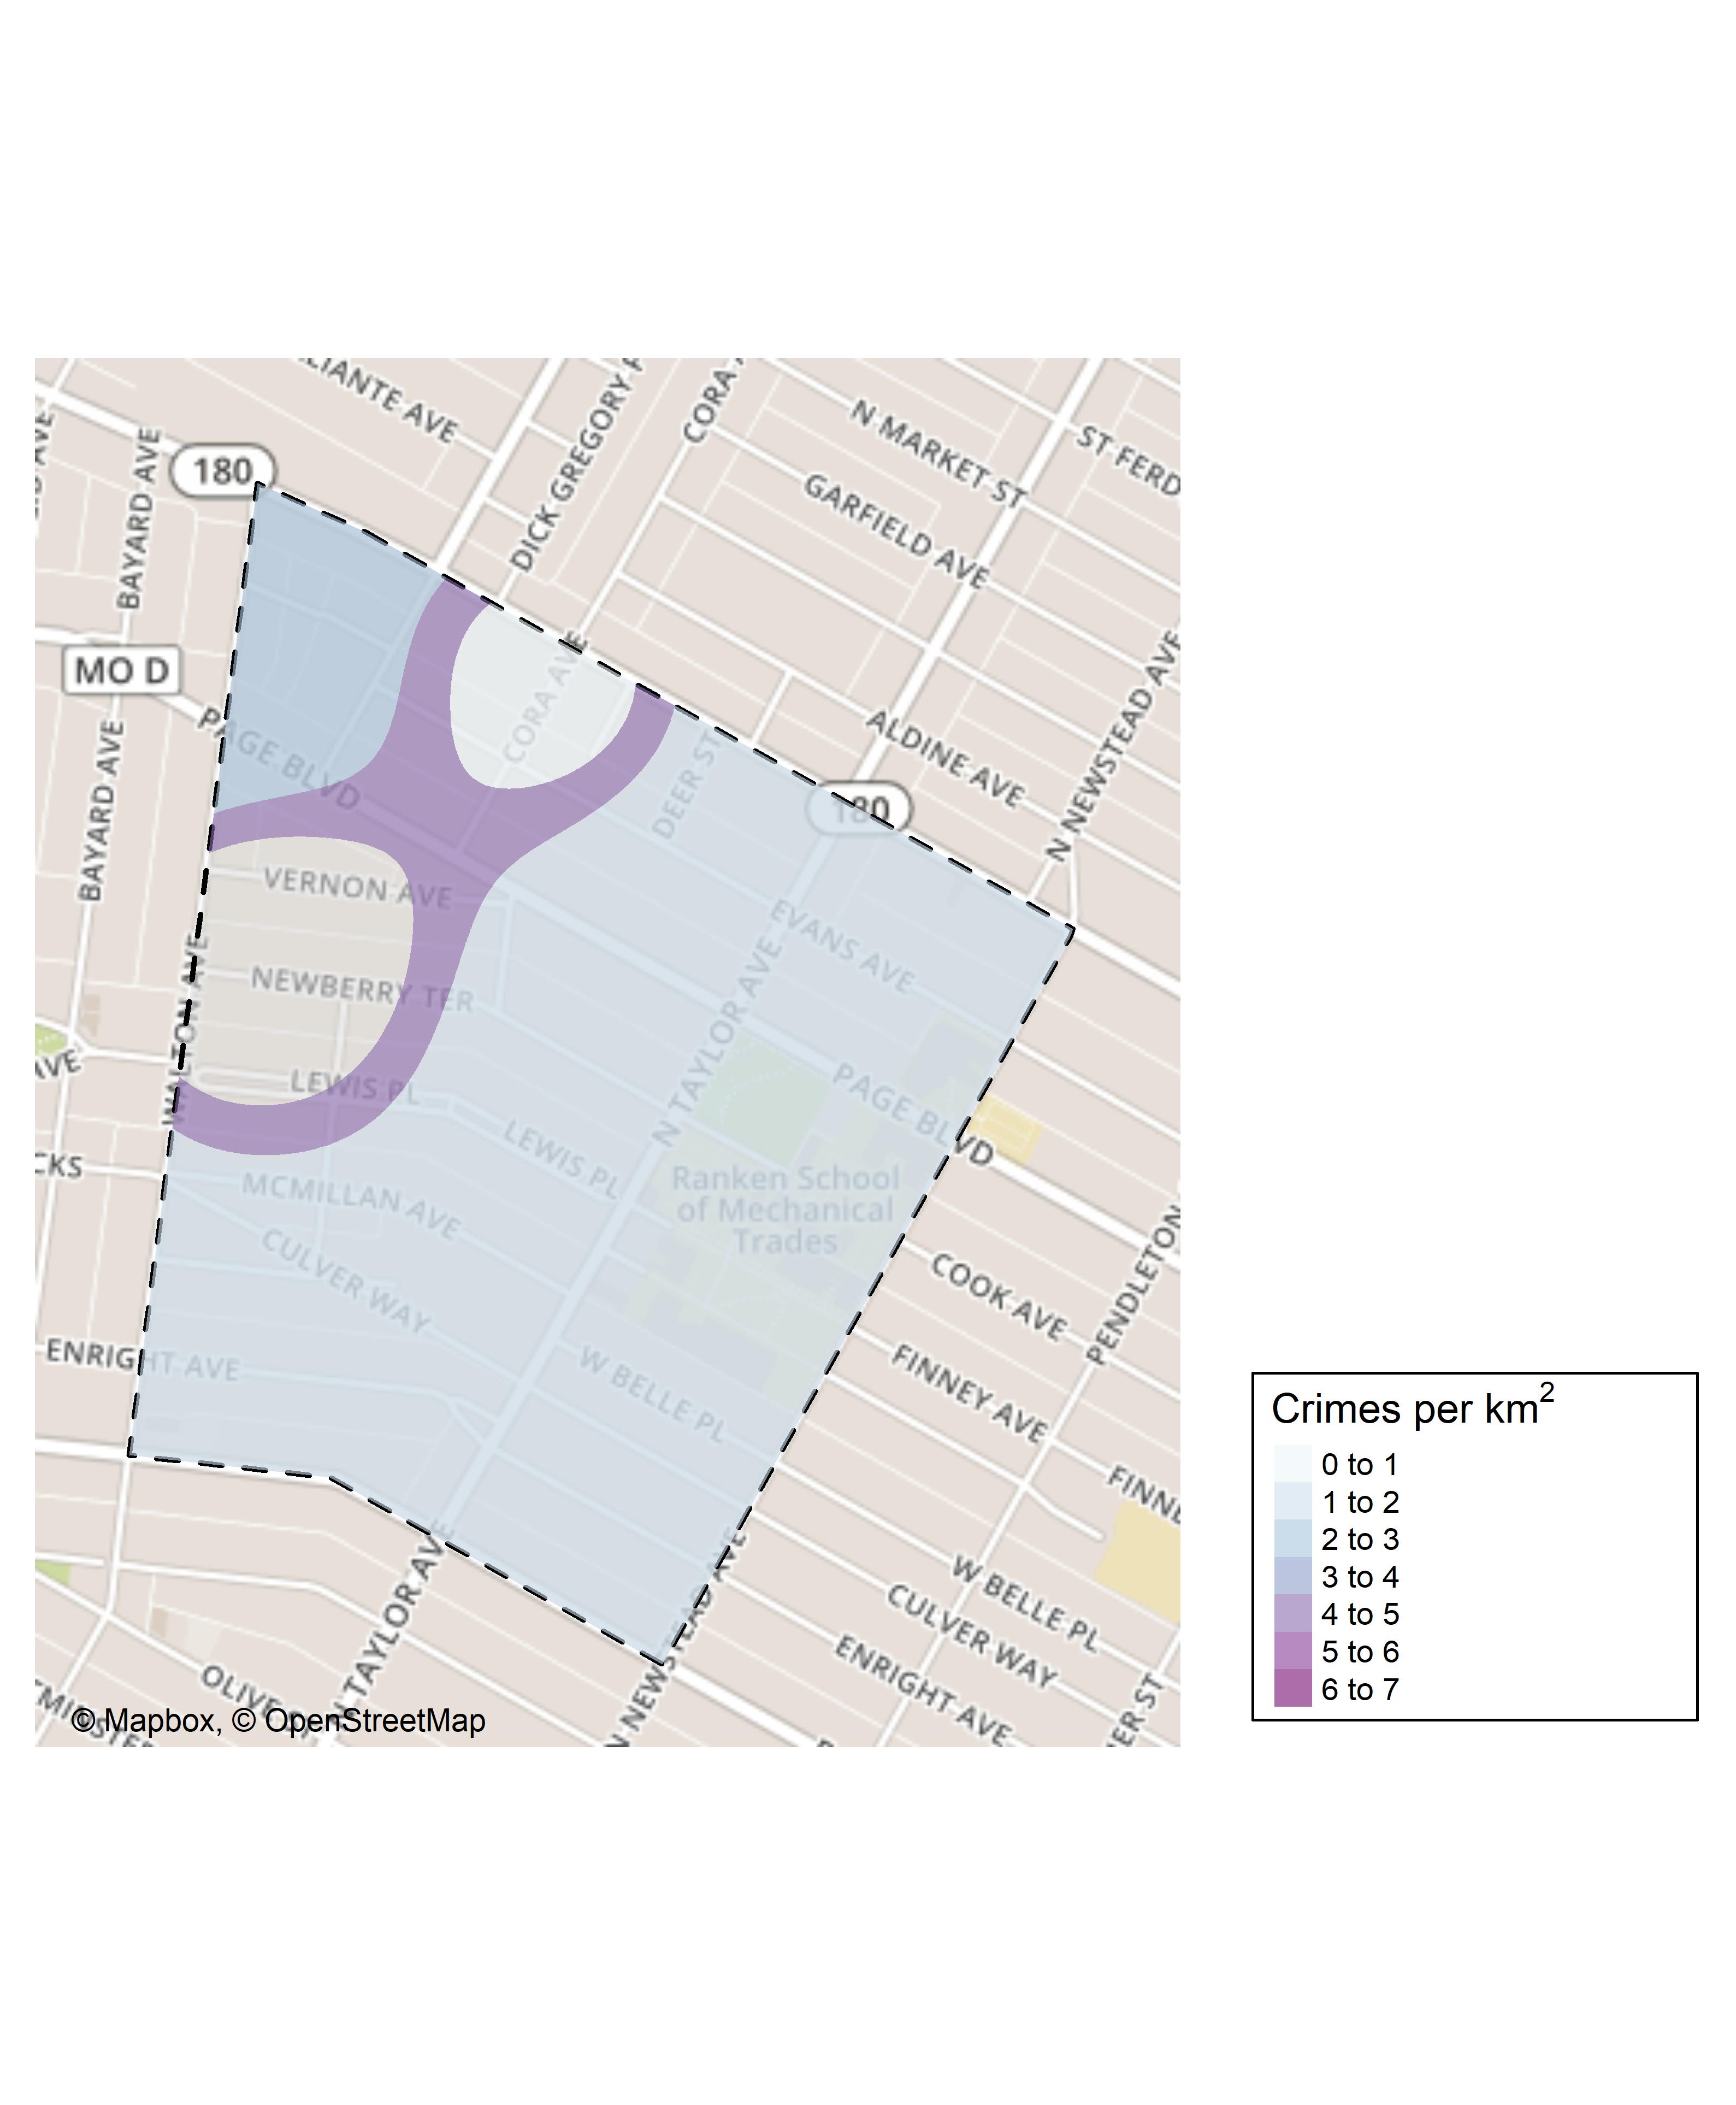 LIANTE AVE
DICK GREGORY P
CORA
N MARKET ST
ST FERD
GARFIELD AVE
BAYARD AVE
180
MO D
N NEWSTEAD AVE
CORA AVE
ALDINE AVE
PAGE BLVD
DEER ST
180
BAYARD AVE
VERNON AVE
EVANS AVE
WALTON AVE
NEWBERRY TER
N TAYLOR AVE
AVE
LEWIS PL
PAGE BLVD
LEWIS PL
CKS
MCMILLAN AVE
Ranken School
of Mechanical
Trades
CULVER WAY
COOK AVE
PENDLETON
ENRIGHT AVE
W BELLE PL
FINNEY AVE
FINNE
W BELLE PL
CULVER WAY
N TAYLOR AVE
N NEWSTEAD AVE
ENRIGHT AVE
OLIVE
ER ST
© Mapbox, © OpenStreetMap
Crimes per km²
0 to 1
1 to 2
2 to 3
3 to 4
4 to 5
5 to 6
6 to 7